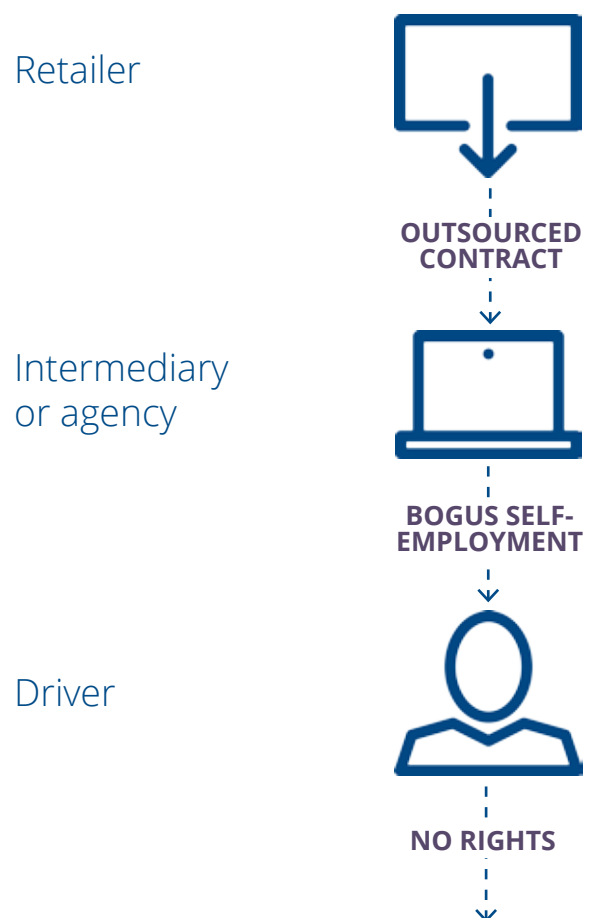 Retailer
OUTSOURCED
CONTRACT
Intermediary
or agency
BOGUS SELF-
EMPLOYMENT
Driver
NO RIGHTS